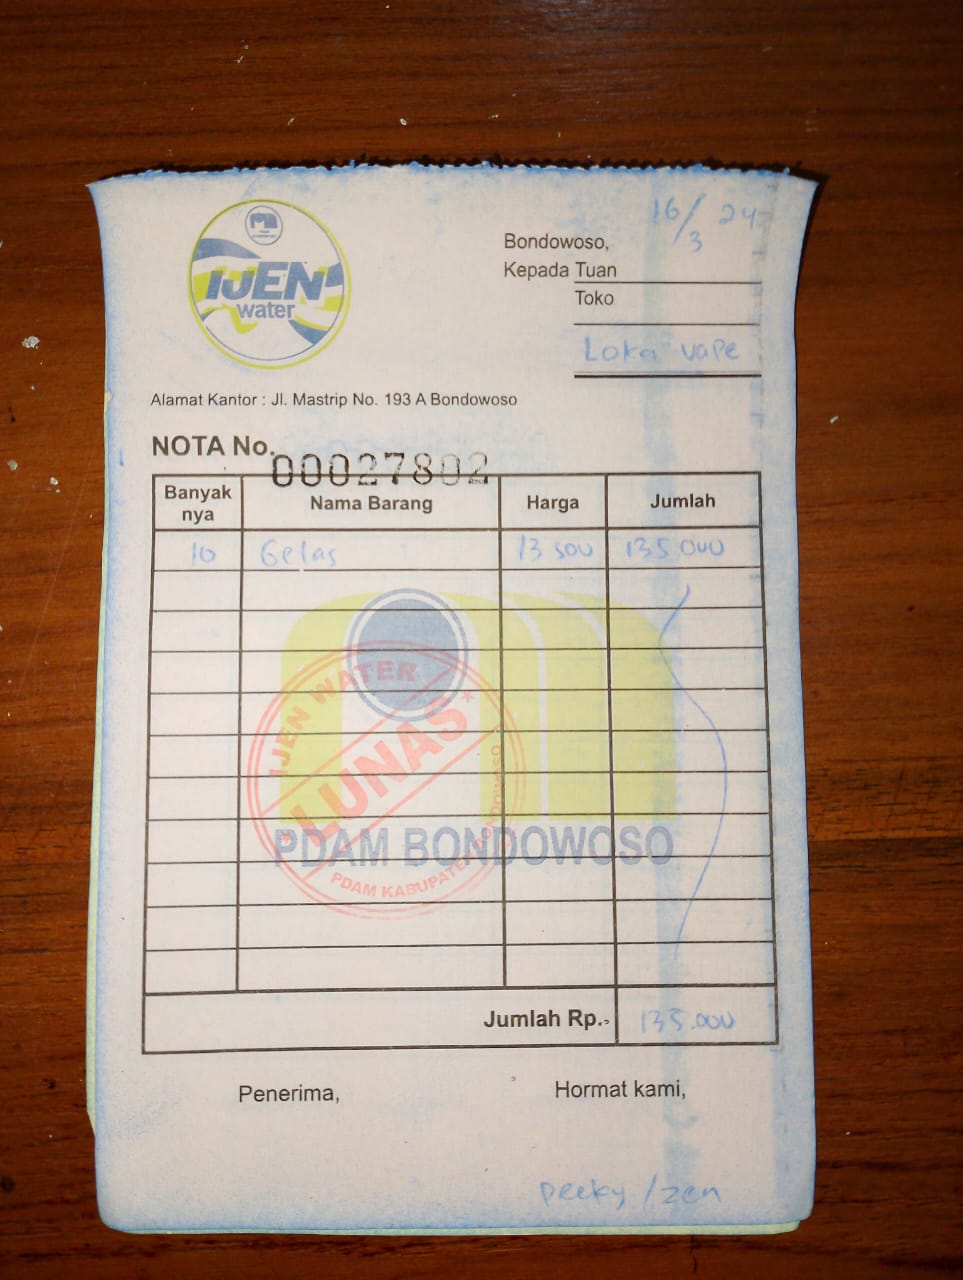 16/3 24
IJEN
water
Bondowoso,
Kepada Tuan
Toko
Loka vape
Alamat Kantor : Jl. Mastrip No. 193 A Bondowoso
NOTA No. 00027802
Banyak nya Nama Barang Harga Jumlah
10 Gelas 13 500 135.000
IJEN WATER
*LUNAS*
PDAM KABUPATEN BONDOWOSO
PDAM BONDOWOSO
Jumlah Rp. 135.000
Penerima, Hormat kami,
/zen